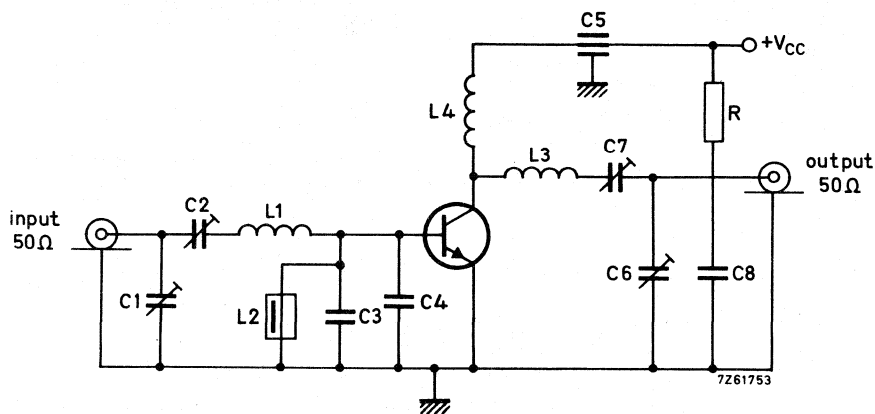 C5
+VCC
L4
R
C7
L3
output
50Ω
C2
L1
input
50Ω
C1
L2
C3
C4
C6
C8
7Z61753